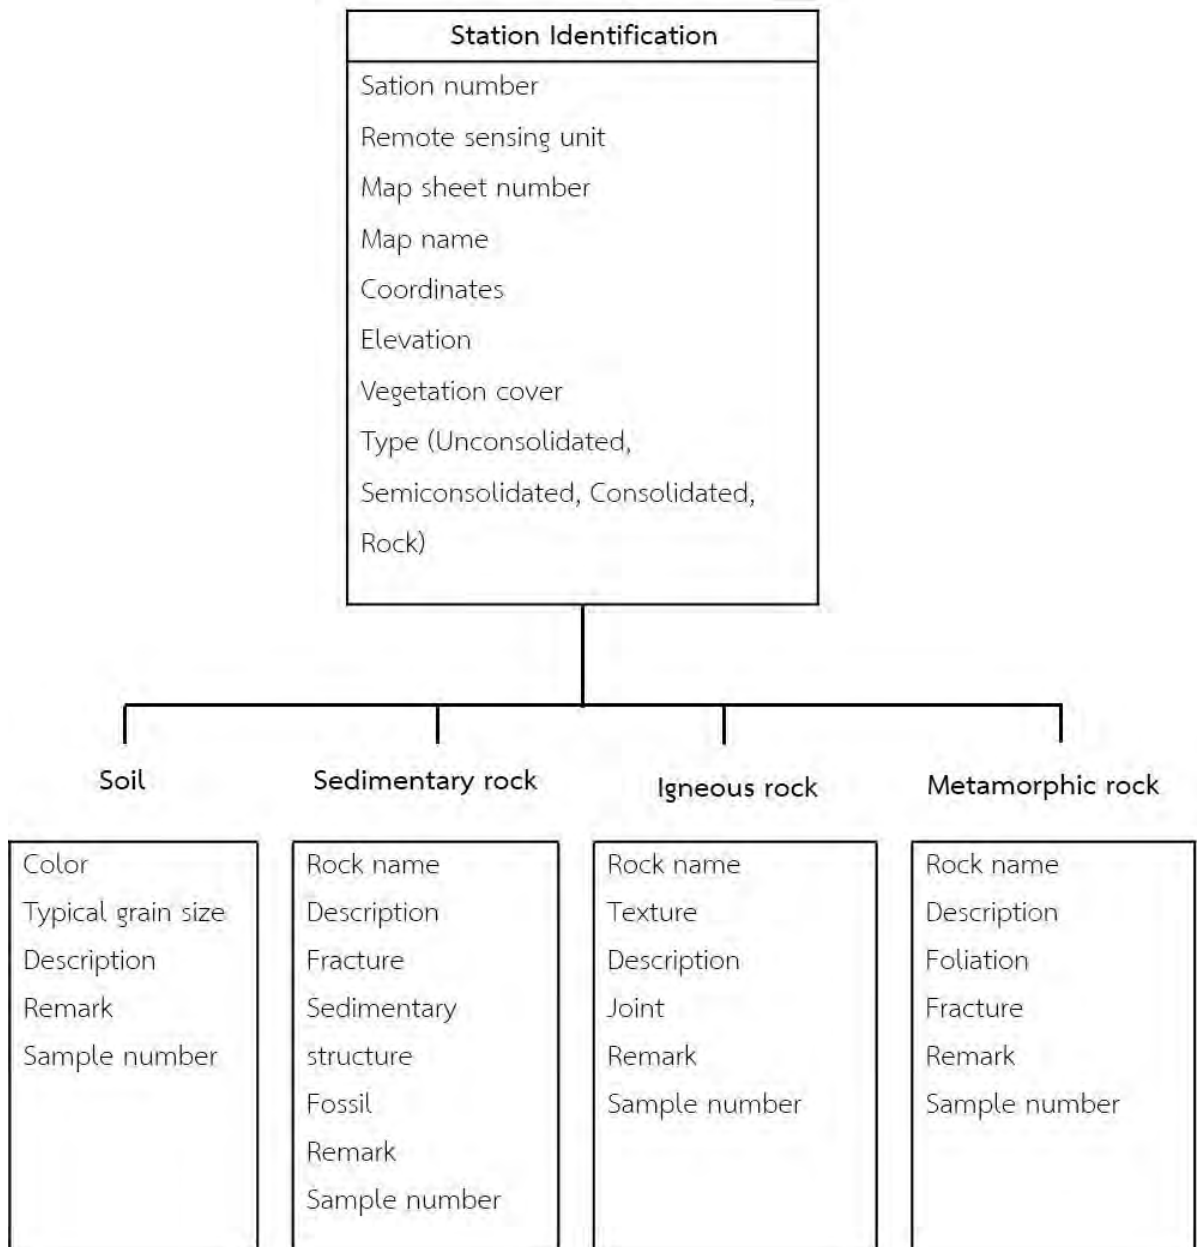 Station Identification
Sation number
Remote sensing unit
Map sheet number
Map name
Coordinates
Elevation
Vegetation cover
Type (Unconsolidated,
Semiconsolidated, Consolidated,
Rock)
Soil
Color
Typical grain size
Description
Remark
Sample number
Sedimentary rock
Rock name
Description
Fracture
Sedimentary
structure
Fossil
Remark
Sample number
Igneous rock
Rock name
Texture
Description
Joint
Remark
Sample number
Metamorphic rock
Rock name
Description
Foliation
Fracture
Remark
Sample number